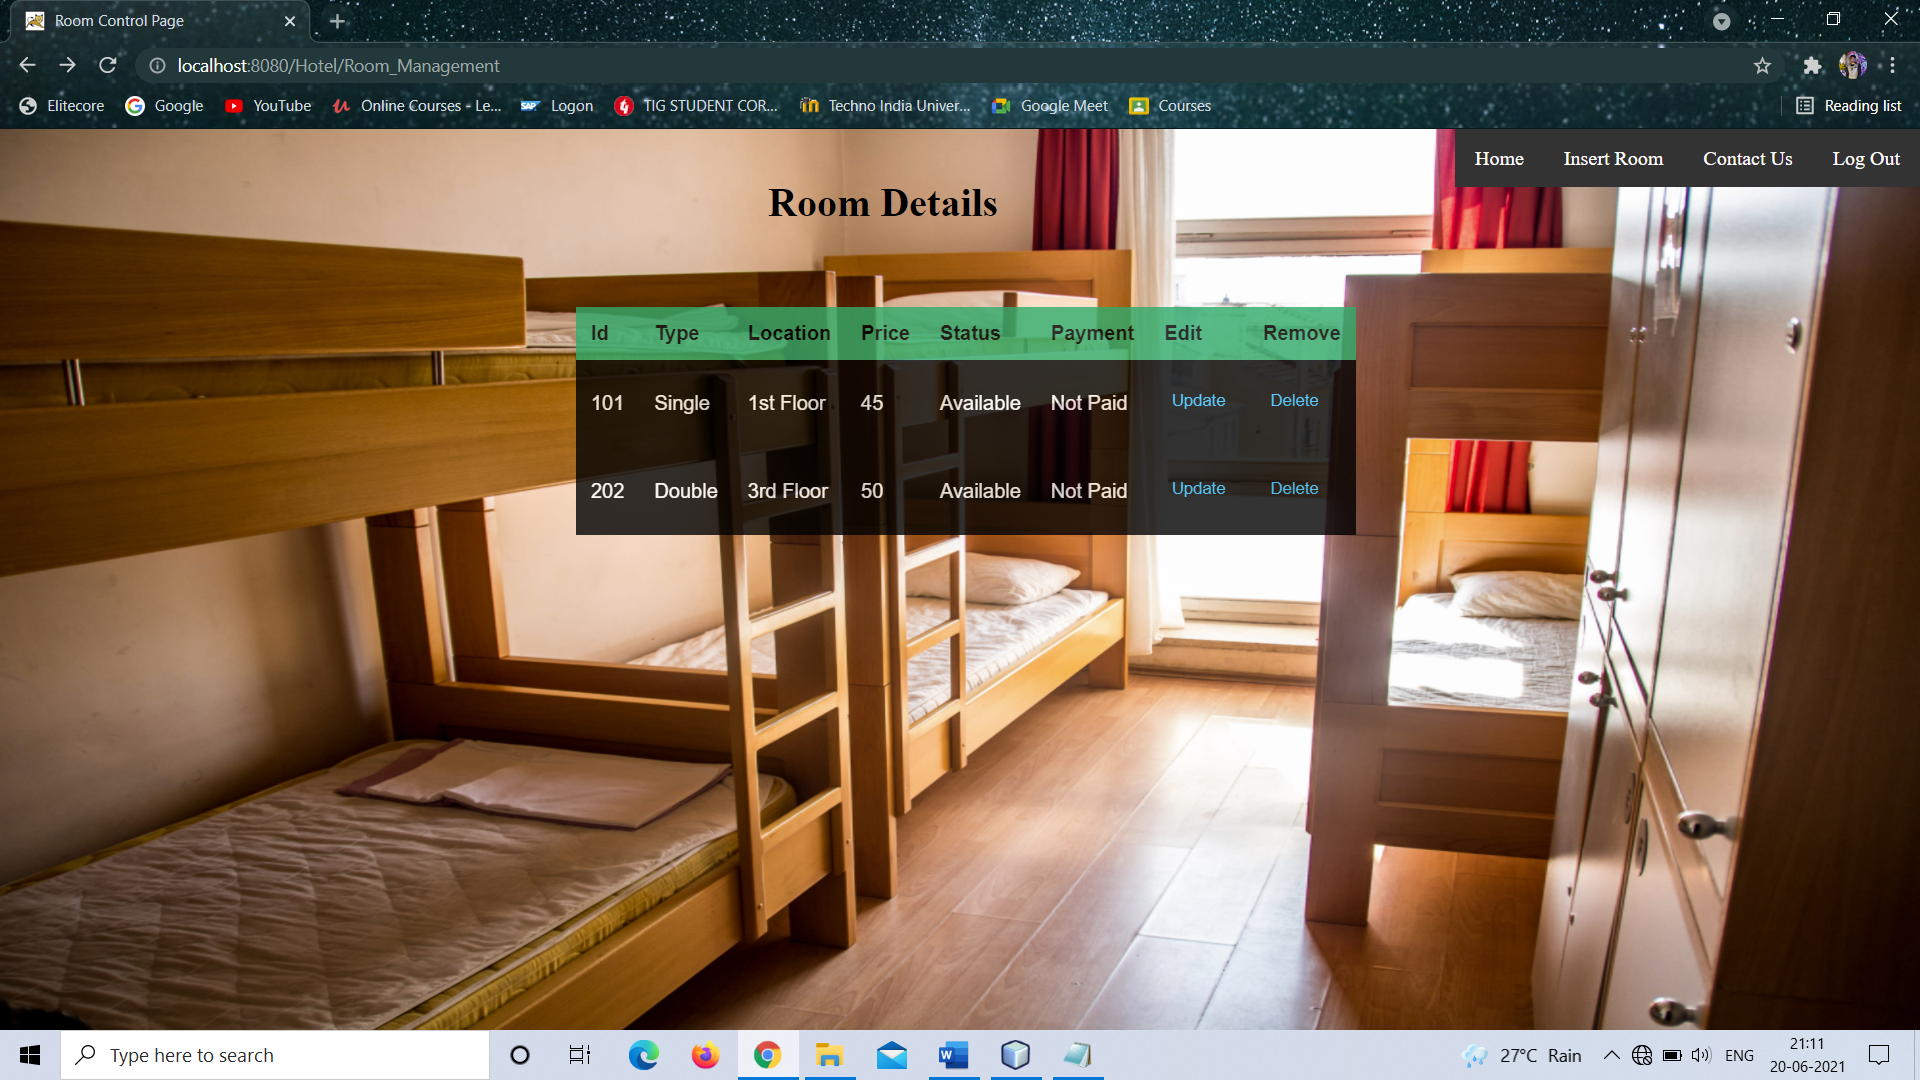 Room Control Page
localhost:8080/Hotel/Room_Management
Elitecore Google YouTube Online Courses - Le... Logon TIG STUDENT COR... Techno India Univer... Google Meet Courses Reading list
Home Insert Room Contact Us Log Out
Room Details
Id Type Location Price Status Payment Edit Remove
101 Single 1st Floor 45 Available Not Paid Update Delete
202 Double 3rd Floor 50 Available Not Paid Update Delete
Type here to search
27°C Rain
ENG
21:11
20-06-2021